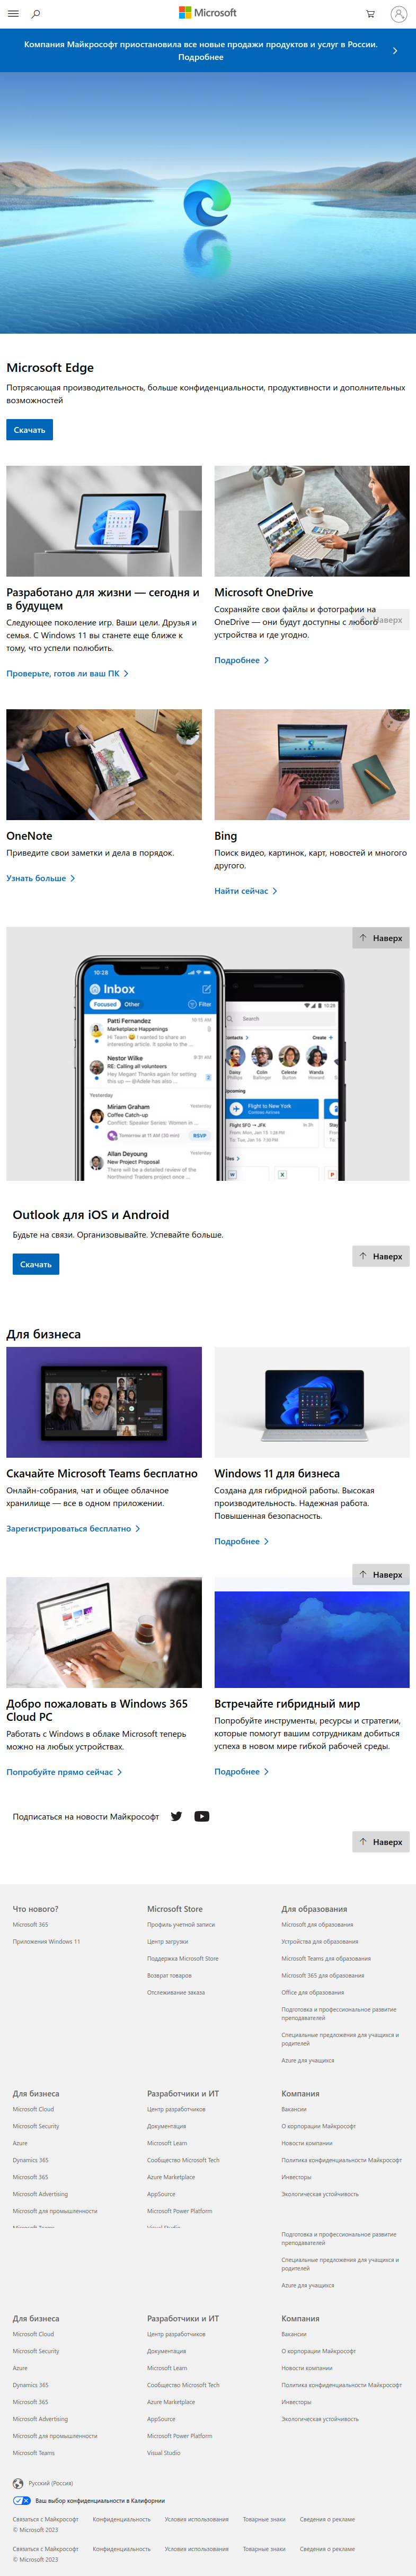 Microsoft
Компания Майкрософт приостановила все новые продажи продуктов и услуг в России.
Подробнее
Microsoft Edge
Потрясающая производительность, больше конфиденциальности, продуктивности и дополнительных
возможностей
Скачать
Разработано для жизни — сегодня и
в будущем
Следующее поколение игр. Ваши цели. Друзья и
семья. С Windows 11 вы станете еще ближе к
тому, что успели полюбить.
Проверьте, готов ли ваш ПК
Microsoft OneDrive
Сохраняйте свои файлы и фотографии на
OneDrive — они будут доступны с любого
устройства и где угодно.
Наверх
Подробнее
OneNote
Приведите свои заметки и дела в порядок.
Узнать больше
Bing
Поиск видео, картинок, карт, новостей и многого
другого.
Найти сейчас
Наверх
10:28
Inbox
Focused
Other
Filter
Patti Fernandez
Marketplace Happenings
9:41 AM
Nestor Wilke
9:33 AM
RE: Calling all volunteers
Yesterday
Miriam Graham
Coffee Catch-up
Yesterday
Tomorrow at 11 AM (30 min)
RSVP
Allan Deyoung
Yesterday
New Project Proposal
10:28
Search
Create
Daisy
Colin
Celeste
Flight to New York
Outlook для iOS и Android
Будьте на связи. Организовывайте. Успевайте больше.
Скачать
Наверх
Для бизнеса
Скачайте Microsoft Teams бесплатно
Онлайн-собрания, чат и общее облачное
хранилище — все в одном приложении.
Зарегистрироваться бесплатно
Windows 11 для бизнеса
Создана для гибридной работы. Высокая
производительность. Надежная работа.
Повышенная безопасность.
Подробнее
Наверх
Добро пожаловать в Windows 365
Cloud PC
Работать с Windows в облаке Microsoft теперь
можно на любых устройствах.
Попробуйте прямо сейчас
Встречайте гибридный мир
Попробуйте инструменты, ресурсы и стратегии,
которые помогут вашим сотрудникам добиться
успеха в новом мире гибкой рабочей среды.
Подробнее
Подписаться на новости Майкрософт
Наверх
Что нового?
Microsoft 365
Приложения Windows 11
Microsoft Store
Профиль учетной записи
Центр загрузки
Поддержка Microsoft Store
Возврат товаров
Отслеживание заказа
Для образования
Microsoft для образования
Устройства для образования
Microsoft Teams для образования
Microsoft 365 для образования
Office для образования
Подготовка и профессиональное развитие
преподавателей
Специальные предложения для учащихся и
родителей
Azure для учащихся
Для бизнеса
Microsoft Cloud
Microsoft Security
Azure
Dynamics 365
Microsoft 365
Microsoft Advertising
Microsoft для промышленности
Microsoft Teams
Разработчики и ИТ
Центр разработчиков
Документация
Microsoft Learn
Сообщество Microsoft Tech
Azure Marketplace
AppSource
Microsoft Power Platform
Visual Studio
Компания
Вакансии
О корпорации Майкрософт
Новости компании
Политика конфиденциальности Майкрософт
Инвесторы
Экологическая устойчивость
Подготовка и профессиональное развитие
преподавателей
Специальные предложения для учащихся и
родителей
Azure для учащихся
Для бизнеса
Microsoft Cloud
Microsoft Security
Azure
Dynamics 365
Microsoft 365
Microsoft Advertising
Microsoft для промышленности
Microsoft Teams
Разработчики и ИТ
Центр разработчиков
Документация
Microsoft Learn
Сообщество Microsoft Tech
Azure Marketplace
AppSource
Microsoft Power Platform
Visual Studio
Компания
Вакансии
О корпорации Майкрософт
Новости компании
Политика конфиденциальности Майкрософт
Инвесторы
Экологическая устойчивость
Русский (Россия)
Ваш выбор конфиденциальности в Калифорнии
Связаться с Майкрософт Конфиденциальность Условия использования Товарные знаки Сведения о рекламе
© Microsoft 2023
Связаться с Майкрософт Конфиденциальность Условия использования Товарные знаки Сведения о рекламе
© Microsoft 2023